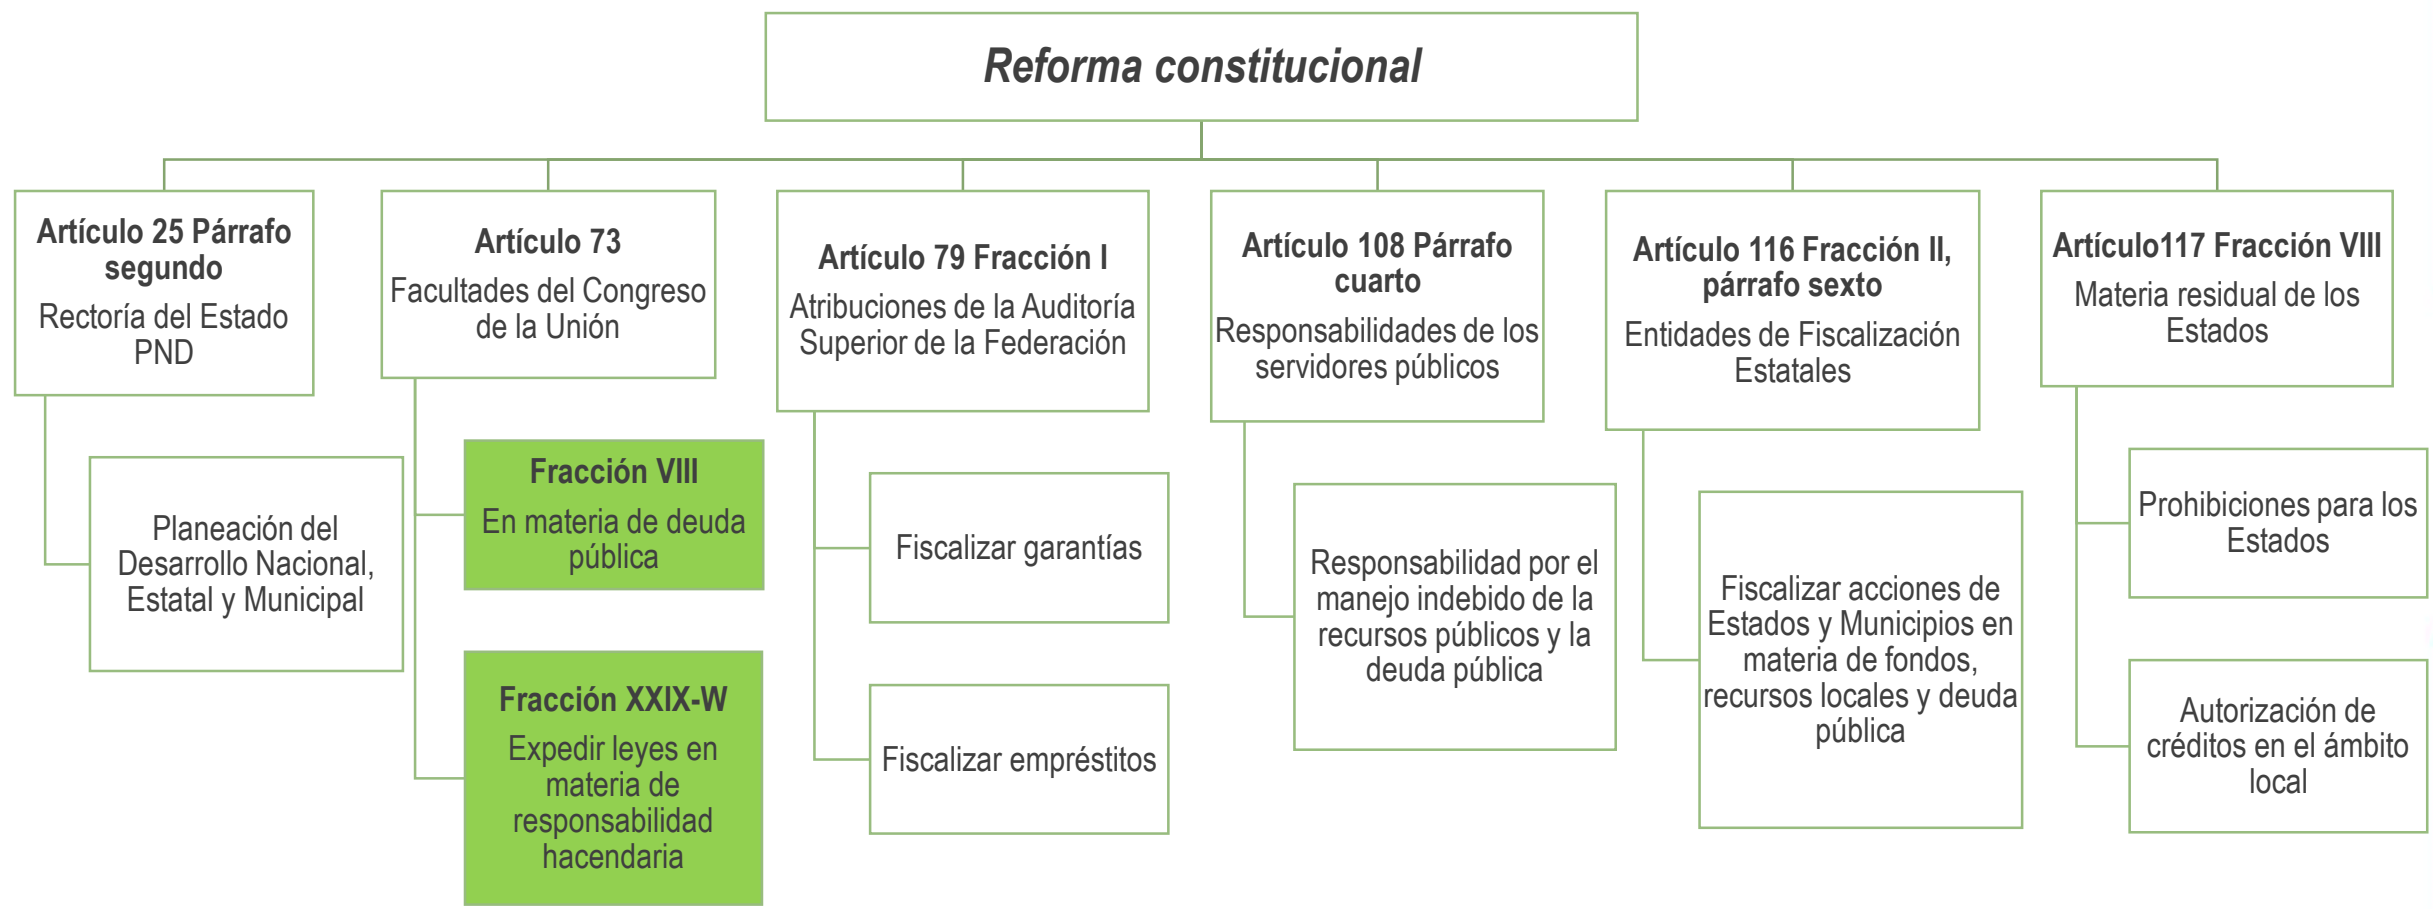 Reforma constitucional
Artículo 25 Párrafo
segundo
Rectoría del Estado
PND
Planeación del
Desarrollo Nacional,
Estatal y Municipal
Artículo 73
Facultades del Congreso
de la Unión
Fracción VIII
En materia de deuda
pública
Fracción XXIX-W
Expedir leyes en
materia de
responsabilidad
hacendaria
Artículo 79 Fracción I
Atribuciones de la Auditoría
Superior de la Federación
Fiscalizar garantías
Fiscalizar empréstitos
Artículo 108 Párrafo
cuarto
Responsabilidades de los
servidores públicos
Responsabilidad por el
manejo indebido de la
recursos públicos y la
deuda pública
Artículo 116 Fracción II,
párrafo sexto
Entidades de Fiscalización
Estatales
Fiscalizar acciones de
Estados y Municipios en
materia de fondos,
recursos locales y deuda
pública
Artículo117 Fracción VIII
Materia residual de los
Estados
Prohibiciones para los
Estados
Autorización de
créditos en el ámbito
local